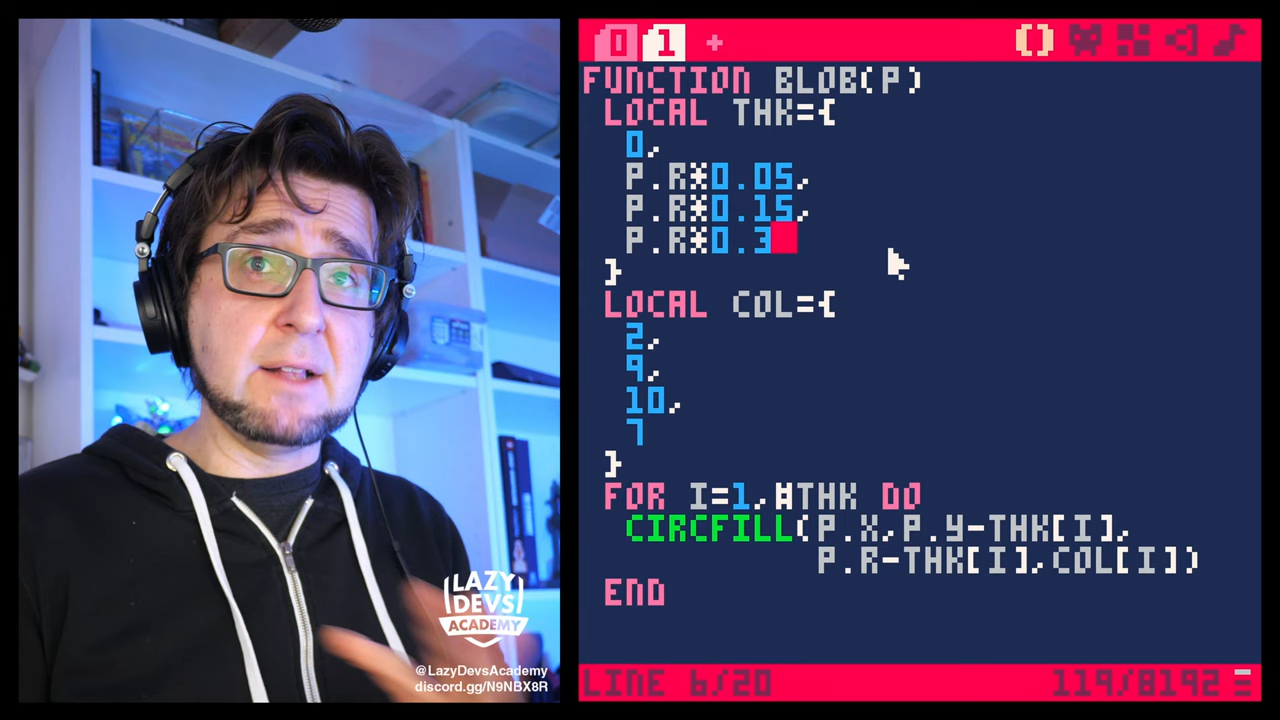 0 1 +
FUNCTION BLOB(P)
LOCAL THK={
0,
P.R*0.05,
P.R*0.15,
P.R*0.3
}
LOCAL COL={
2,
9,
10,
7
}
FOR I=1,#THK DO
CIRCFILL(P.X,P.Y-THK[I],
P.R-THK[I],COL[I])
END
LINE 6/20
119/8192
LAZY
DEVS
ACADEMY
@LazyDevsAcademy
discord.gg/N9NBX8R